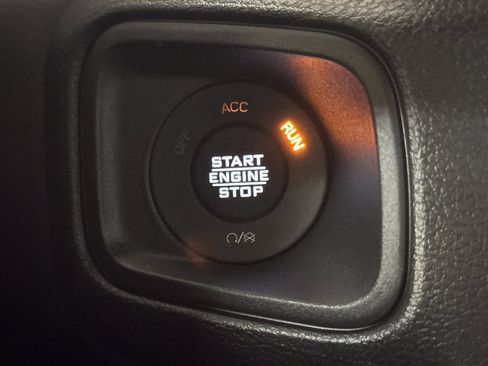 ACC
OFF
RUN
START
ENGINE
STOP